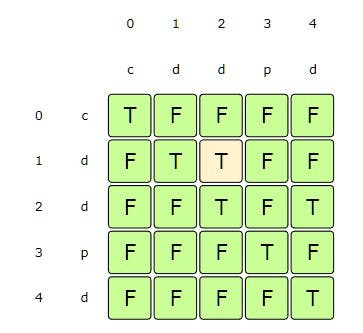 0 1 2 3 4
c d d p d
0 c T F F F F
1 d F T T F F
2 d F F T F T
3 p F F F T F
4 d F F F F T